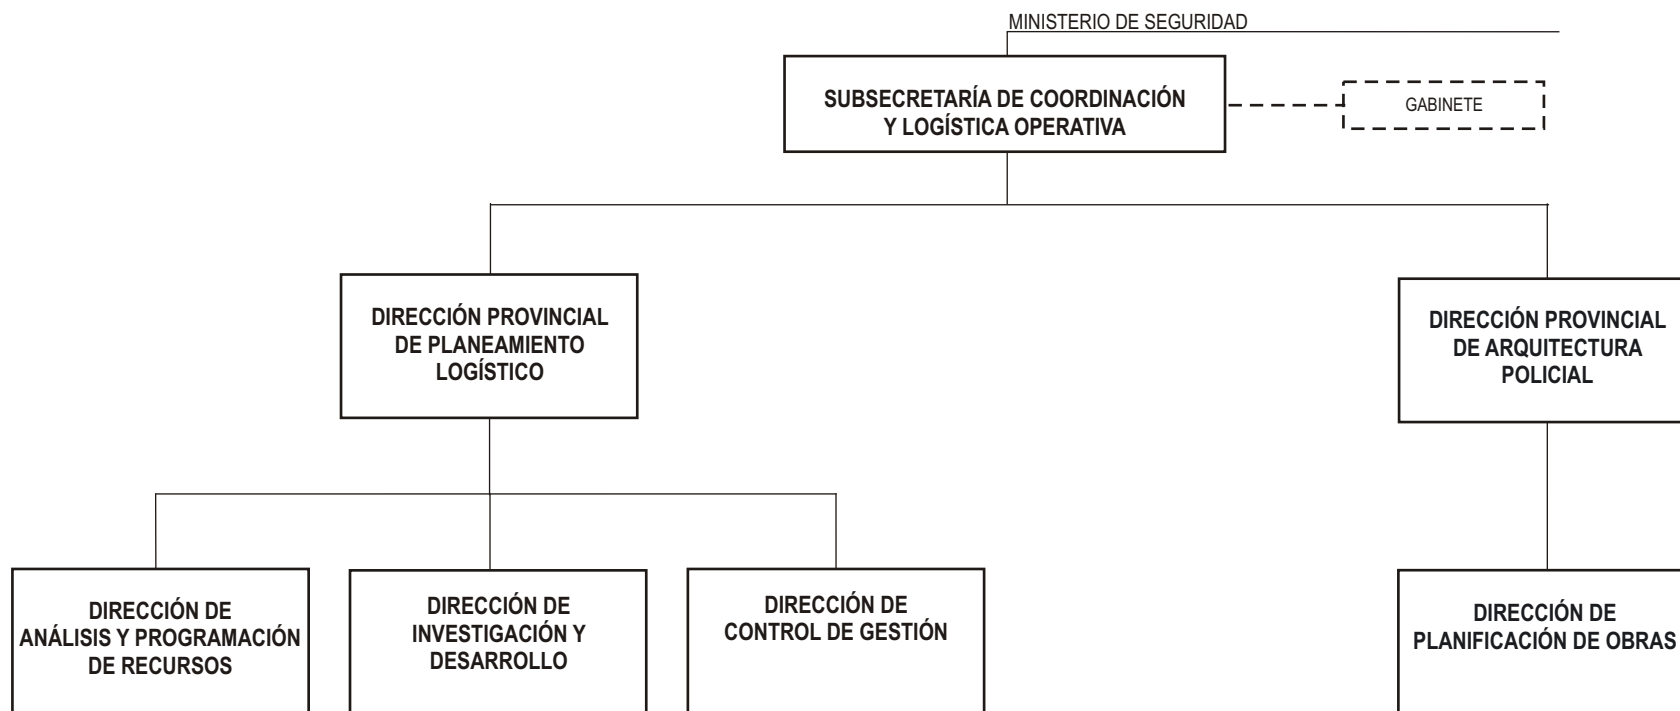 MINISTERIO DE SEGURIDAD
SUBSECRETARÍA DE COORDINACIÓN
Y LOGÍSTICA OPERATIVA
GABINETE
DIRECCIÓN PROVINCIAL
DE PLANEAMIENTO
LOGÍSTICO
DIRECCIÓN PROVINCIAL
DE ARQUITECTURA
POLICIAL
DIRECCIÓN DE
ANÁLISIS Y PROGRAMACIÓN
DE RECURSOS
DIRECCIÓN DE
INVESTIGACIÓN Y
DESARROLLO
DIRECCIÓN DE
CONTROL DE GESTIÓN
DIRECCIÓN DE
PLANIFICACIÓN DE OBRAS